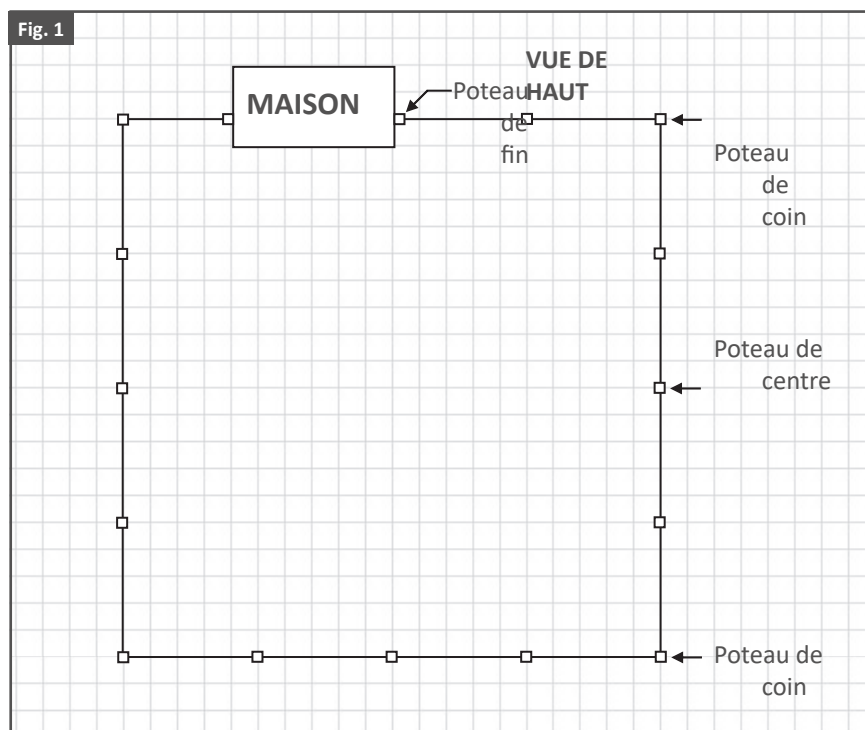 Fig. 1
VUE DE
HAUT
MAISON
Poteau
de
fin
Poteau
de
coin
Poteau de
centre
Poteau de
coin